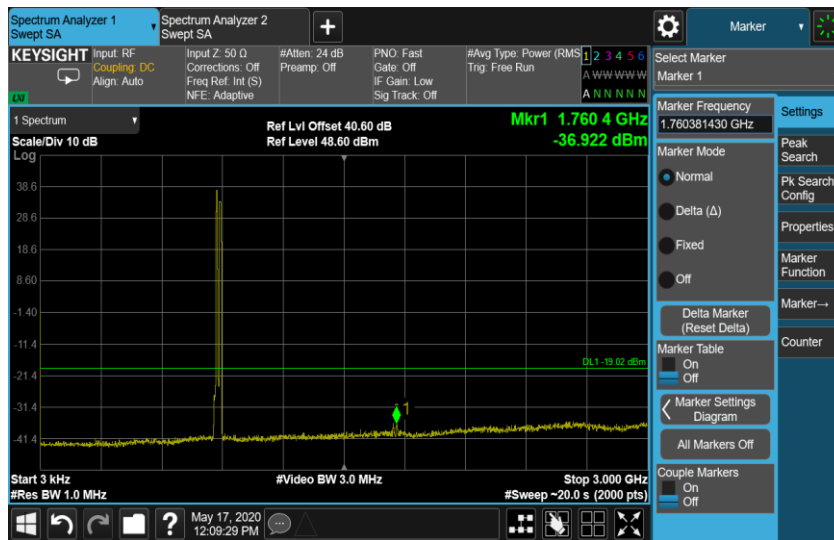 Spectrum Analyzer 1
Swept SA
Spectrum Analyzer 2
Swept SA
+
Marker
KEYSIGHT
Input: RF
Coupling: DC
Align: Auto
LXI
Input Z: 50 Ω
Corrections: Off
Freq Ref: Int (S)
NFE: Adaptive
#Atten: 24 dB
Preamp: Off
PNO: Fast
Gate: Off
IF Gain: Low
Sig Track: Off
#Avg Type: Power (RMS
Trig: Free Run
1 2 3 4 5 6
A W W W W W
A N N N N N
Select Marker
Marker 1
1 Spectrum
Scale/Div 10 dB
Log
Ref Lvl Offset 40.60 dB
Ref Level 48.60 dBm
Mkr1 1.760 4 GHz
-36.922 dBm
38.6
28.6
18.6
8.60
-1.40
-11.4
-21.4
-31.4
-41.4
DL1 -19.02 dBm
1
Start 3 kHz
#Res BW 1.0 MHz
#Video BW 3.0 MHz
Stop 3.000 GHz
#Sweep ~20.0 s (2000 pts)
Marker Frequency
1.760381430 GHz
Marker Mode
Normal
Delta (Δ)
Fixed
Off
Delta Marker
(Reset Delta)
Marker Table
On
Off
Marker Settings
Diagram
All Markers Off
Couple Markers
On
Off
Settings
Peak
Search
Pk Search
Config
Properties
Marker
Function
Marker→
Counter
?
May 17, 2020
12:09:29 PM